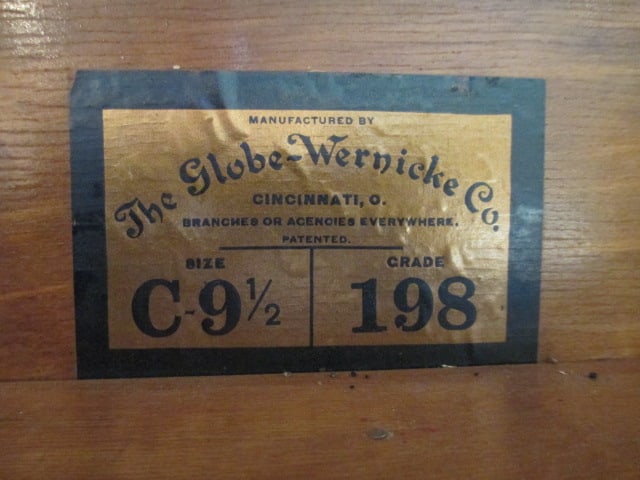 MANUFACTURED BY
The Globe-Wernicke Co.
CINCINNATI, O.
BRANCHES OR AGENCIES EVERYWHERE.
PATENTED.
SIZE GRADE
C-9½ 198